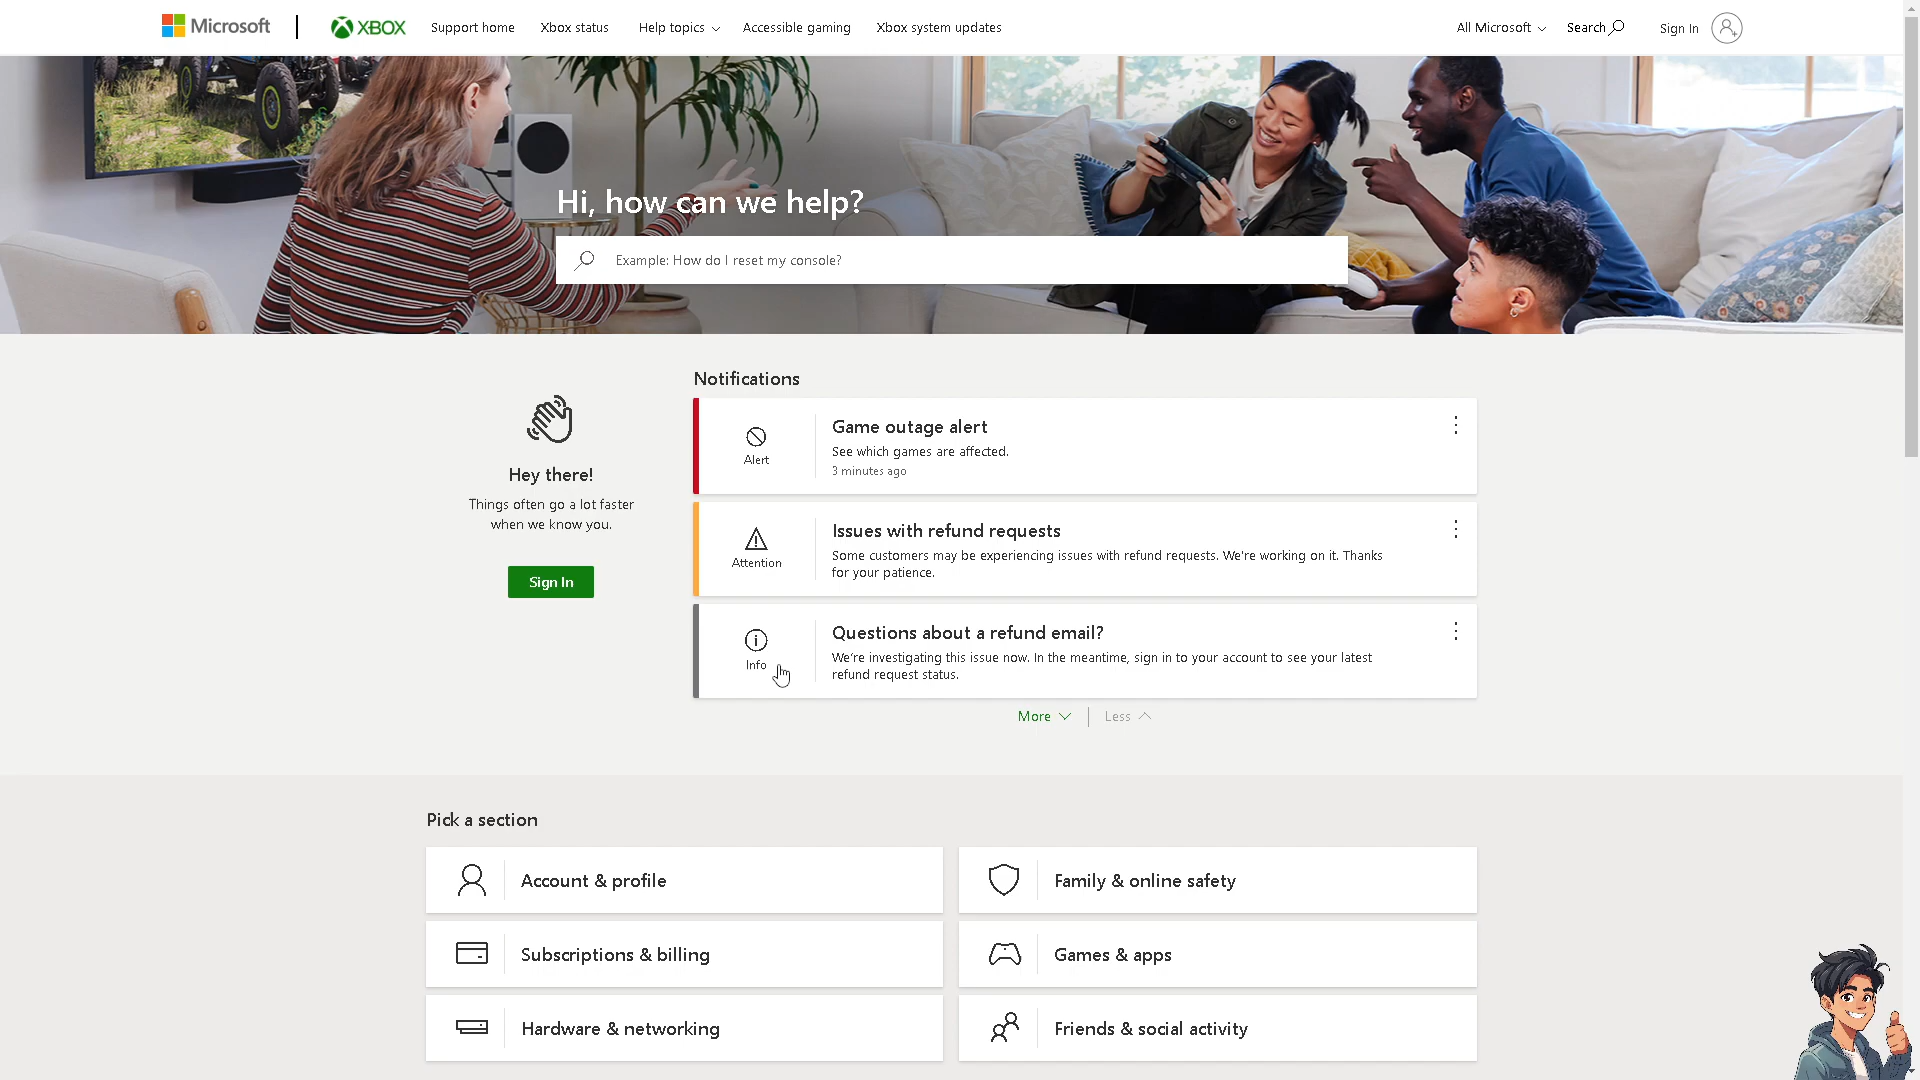 Microsoft
XBOX
Support home
Xbox status
Help topics
Accessible gaming
Xbox system updates
All Microsoft
Search
Sign In
Hi, how can we help?
Example: How do I reset my console?
Hey there!
Things often go a lot faster
when we know you.
Sign In
Notifications
Alert
Game outage alert
See which games are affected.
3 minutes ago
Attention
Issues with refund requests
Some customers may be experiencing issues with refund requests. We're working on it. Thanks
for your patience.
Info
Questions about a refund email?
We're investigating this issue now. In the meantime, sign in to your account to see your latest
refund request status.
More
Less
Pick a section
Account & profile
Family & online safety
Subscriptions & billing
Games & apps
Hardware & networking
Friends & social activity